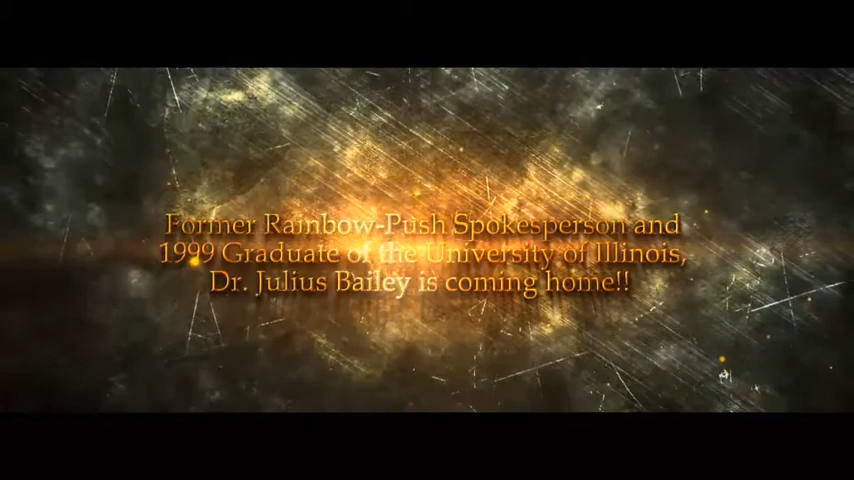 Former Rainbow-Push Spokesperson and
1999 Graduate of the University of Illinois,
Dr. Julius Bailey is coming home!!